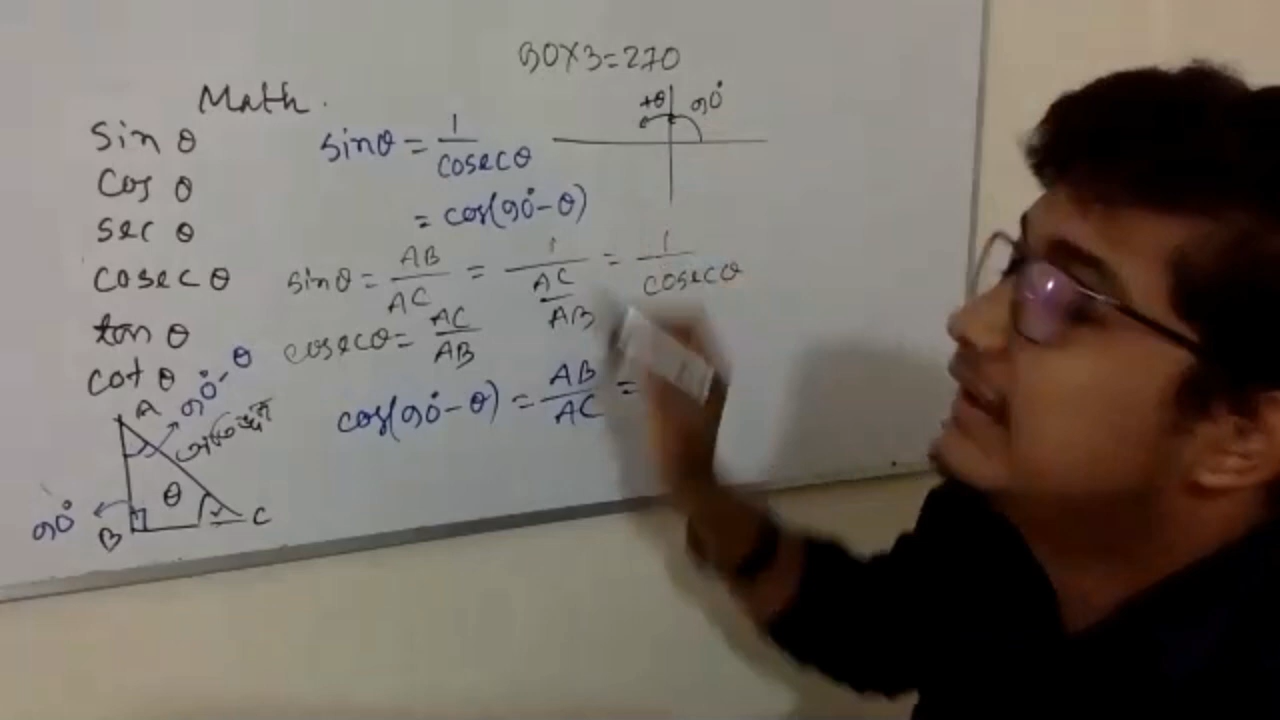 90×3=270
Math.
sin θ
cos θ
sec θ
cosec θ
tan θ
cot θ
+θ 90°
sinθ = 1/cosecθ
= cos(90°-θ)
sinθ = AB/AC = 1/(AC/AB) = 1/cosecθ
cosecθ = AC/AB
cos(90°-θ) = AB/AC =
A 90°-θ
অতিভুজ
90° B θ C